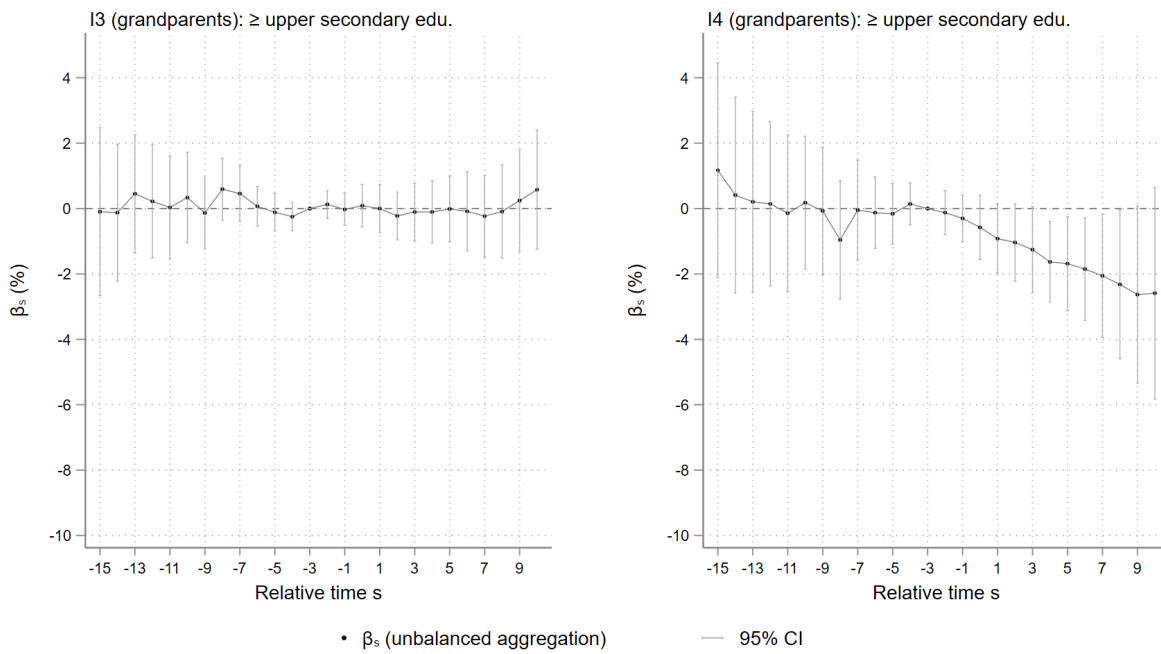 I3 (grandparents): ≥ upper secondary edu.
4
2
0
-2
-4
-6
-8
-10
βₛ (%)
-15 -13 -11 -9 -7 -5 -3 -1 1 3 5 7 9
Relative time s
I4 (grandparents): ≥ upper secondary edu.
4
2
0
-2
-4
-6
-8
-10
βₛ (%)
-15 -13 -11 -9 -7 -5 -3 -1 1 3 5 7 9
Relative time s
βₛ (unbalanced aggregation) 95% CI